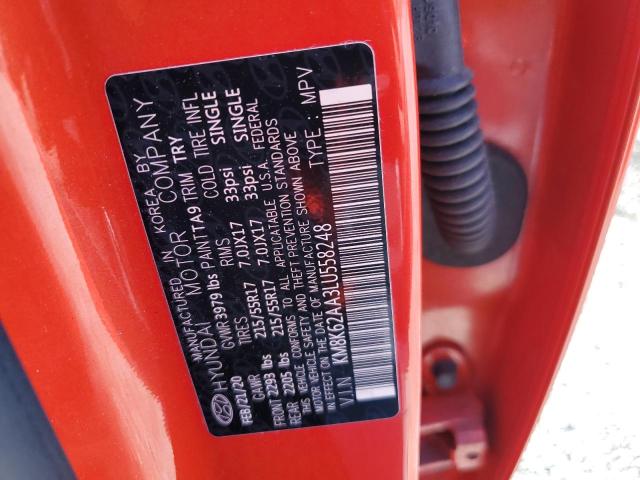 MANUFACTURED IN KOREA BY
HYUNDAI MOTOR COMPANY
FEB/21/20 GVWR 3979 lbs PAINT TA9 TRIM TRY
GAWR TIRES RIMS COLD TIRE INFL
FRONT 2293 lbs 215/55R17 7.0JX17 33psi SINGLE
REAR 2205 lbs 215/55R17 7.0JX17 33psi SINGLE
THIS VEHICLE CONFORMS TO ALL APPLICABLE U.S.A. FEDERAL
MOTOR VEHICLE SAFETY AND THEFT PREVENTION STANDARDS
IN EFFECT ON THE DATE OF MANUFACTURE SHOWN ABOVE
VIN : KM8K62AA3LU558248 TYPE : MPV